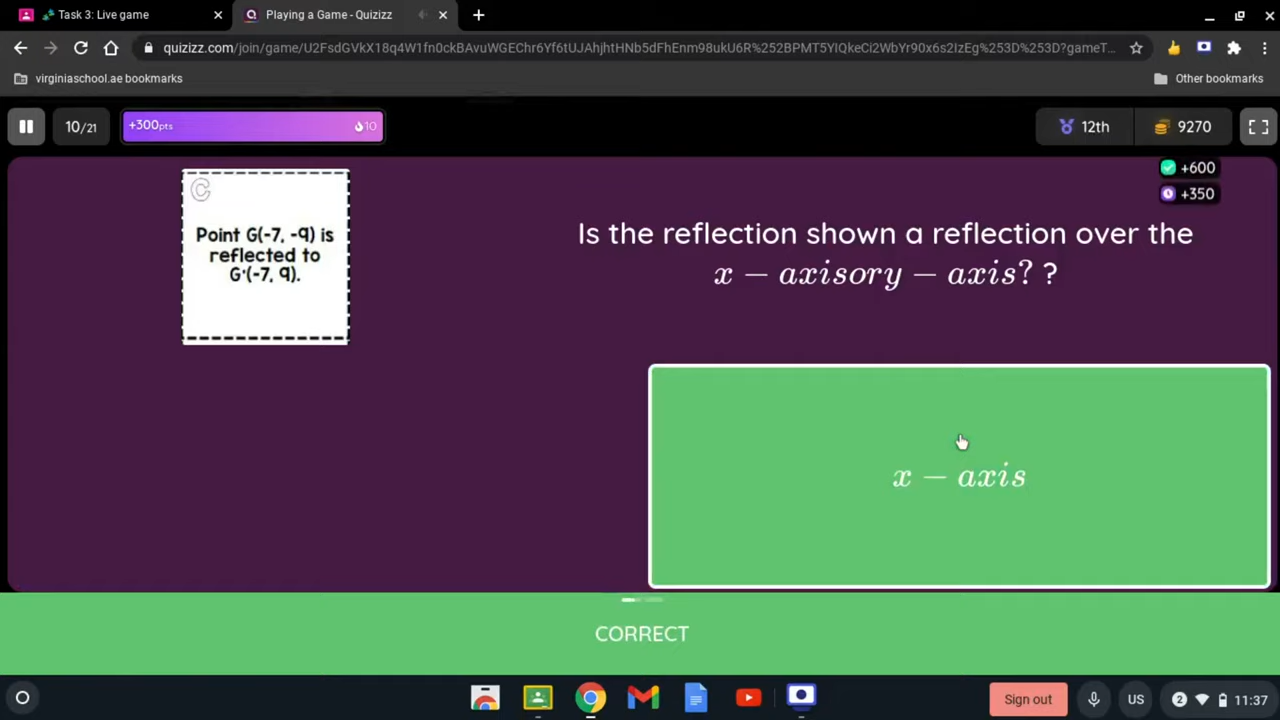 Task 3: Live game
Playing a Game - Quizizz
quizizz.com/join/game/U2FsdGVkX18q4W1fn0ckBAvuWGEChr6Yf6tUJAhjhtHNb5dFhEnm98ukU6R%252BPMT5YIQkeCi2WbYr90x6s2IzEg%253D%253D?gameT...
virginiaschool.ae bookmarks
Other bookmarks
10/21
+300pts
10
12th
9270
+600
+350
C
Point G(-7, -9) is
reflected to
G'(-7, 9).
Is the reflection shown a reflection over the
x − axisory − axis? ?
x − axis
CORRECT
Sign out
US
2
11:37